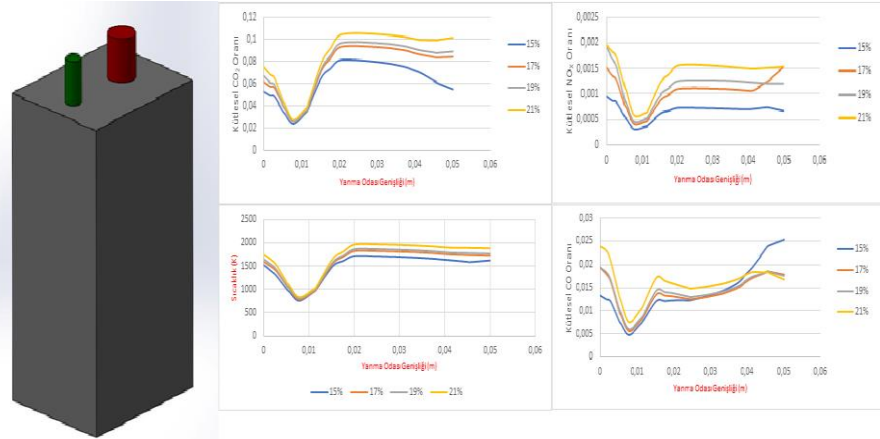 Kütlesel CO₂ Oranı
0,12
0,1
0,08
0,06
0,04
0,02
0
0 0,01 0,02 0,03 0,04 0,05 0,06
Yanma Odası Genişliği (m)
15%
17%
19%
21%
Kütlesel NOₓ Oranı
0,0025
0,002
0,0015
0,001
0,0005
0
0 0,01 0,02 0,03 0,04 0,05 0,06
Yanma Odası Genişliği (m)
15%
17%
19%
21%
Sıcaklık (K)
2500
2000
1500
1000
500
0
0 0,01 0,02 0,03 0,04 0,05 0,06
Yanma Odası Genişliği (m)
15% 17% 19% 21%
Kütlesel CO Oranı
0,03
0,025
0,02
0,015
0,01
0,005
0
0 0,01 0,02 0,03 0,04 0,05 0,06
Yanma Odası Genişliği (m)
15%
17%
19%
21%